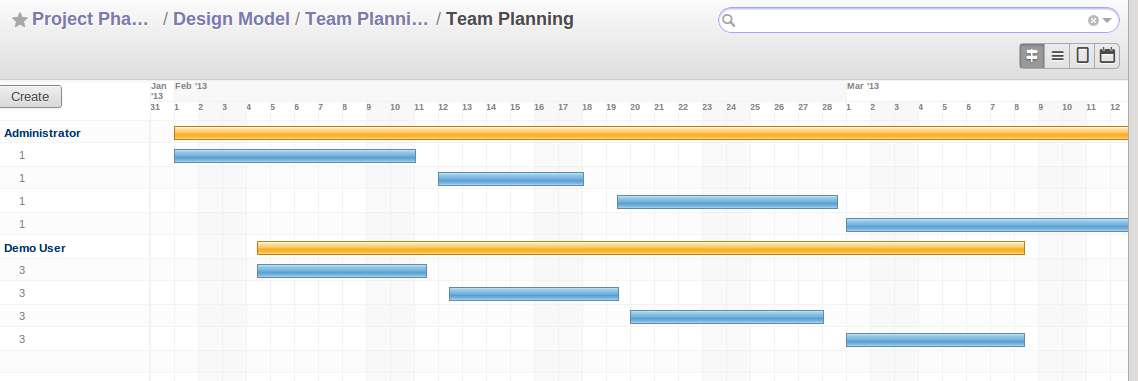 Project Pha... / Design Model / Team Planni... / Team Planning
Create
Jan '13 Feb '13 Mar '13
31 1 2 3 4 5 6 7 8 9 10 11 12 13 14 15 16 17 18 19 20 21 22 23 24 25 26 27 28 1 2 3 4 5 6 7 8 9 10 11 12
Administrator
1
1
1
1
Demo User
3
3
3
3